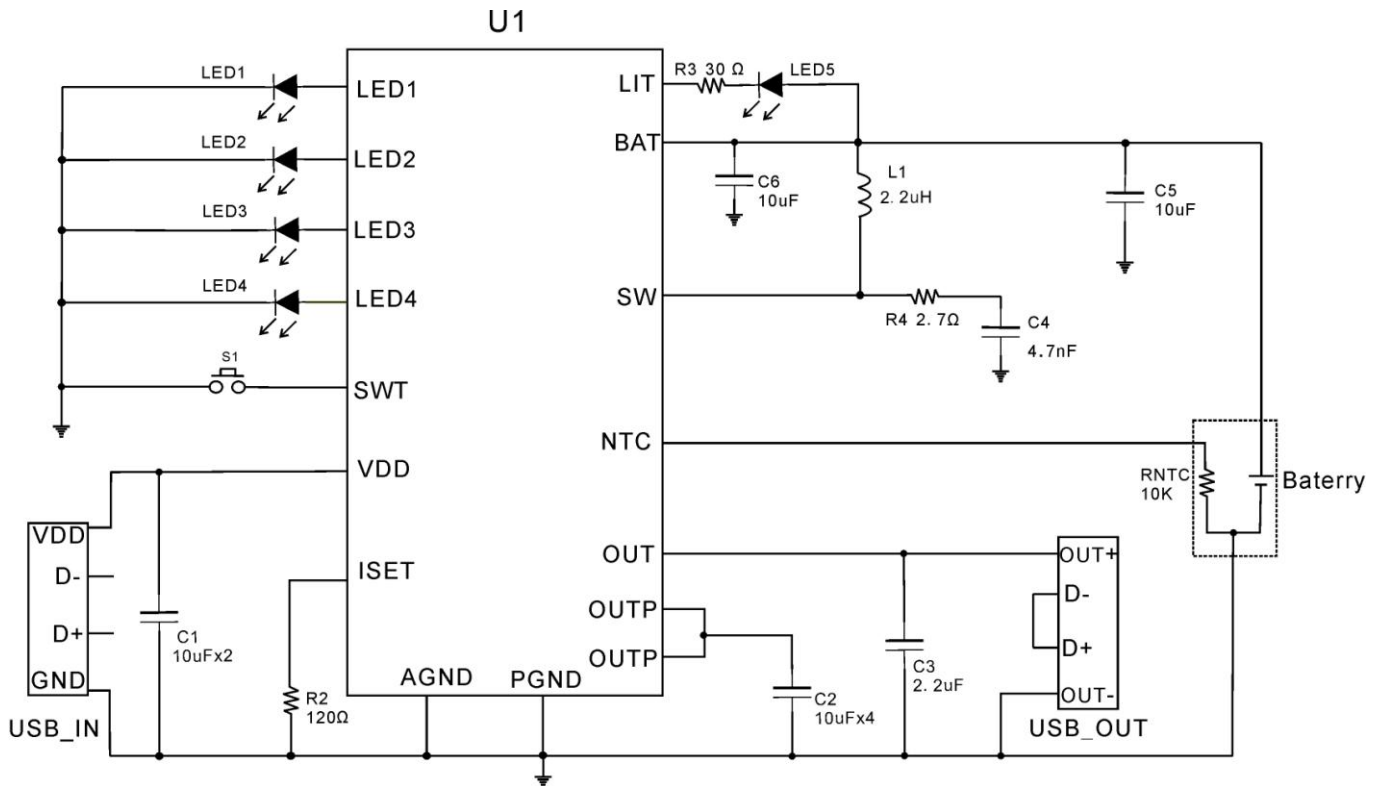 U1
LED1
LED1
LED2
LED2
LED3
LED3
LED4
LED4
S1
SWT
VDD
ISET
AGND
PGND
LIT
BAT
SW
NTC
OUT
OUTP
OUTP
R3 30 Ω
LED5
C6
10uF
L1
2.2uH
C5
10uF
R4 2.7Ω
C4
4.7nF
RNTC
10K
Baterry
VDD
D-
D+
GND
USB_IN
C1
10uFx2
R2
120Ω
C2
10uFx4
C3
2.2uF
OUT+
D-
D+
OUT-
USB_OUT